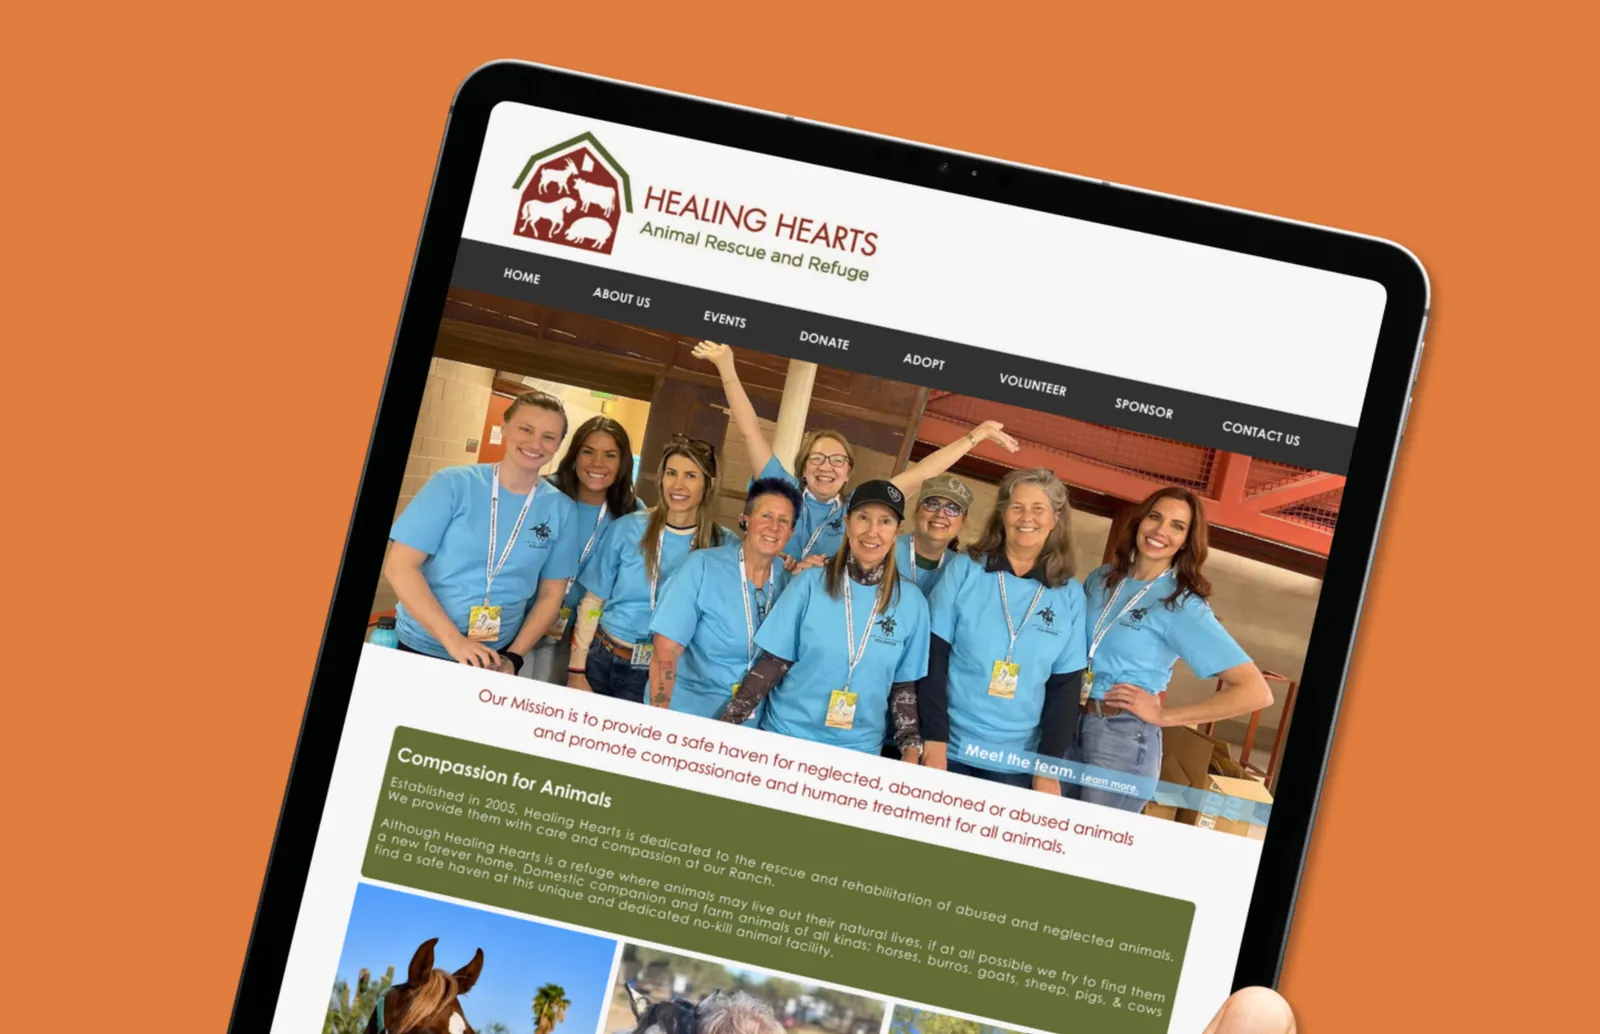 HEALING HEARTS
Animal Rescue and Refuge
HOME
ABOUT US
EVENTS
DONATE
ADOPT
VOLUNTEER
SPONSOR
CONTACT US
Meet the team. Learn more.
Our Mission is to provide a safe haven for neglected, abandoned or abused animals
and promote compassionate and humane treatment for all animals.
Compassion for Animals
Established in 2005, Healing Hearts is dedicated to the rescue and rehabilitation of abused and neglected animals.
We provide them with care and compassion at our Ranch.
Although Healing Hearts is a refuge where animals may live out their natural lives, if at all possible we try to find them
a new forever home. Domestic companion and farm animals of all kinds; horses, burros, goats, sheep, pigs, & cows
find a safe haven at this unique and dedicated no-kill animal facility.